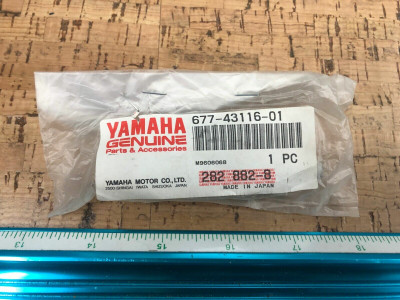 YAMAHA
GENUINE
Parts & Accessories
677-43116-01
M9606068
1 PC
282 882-8
MADE IN JAPAN
YAMAHA MOTOR CO., LTD.
13 14 15 16 17 18